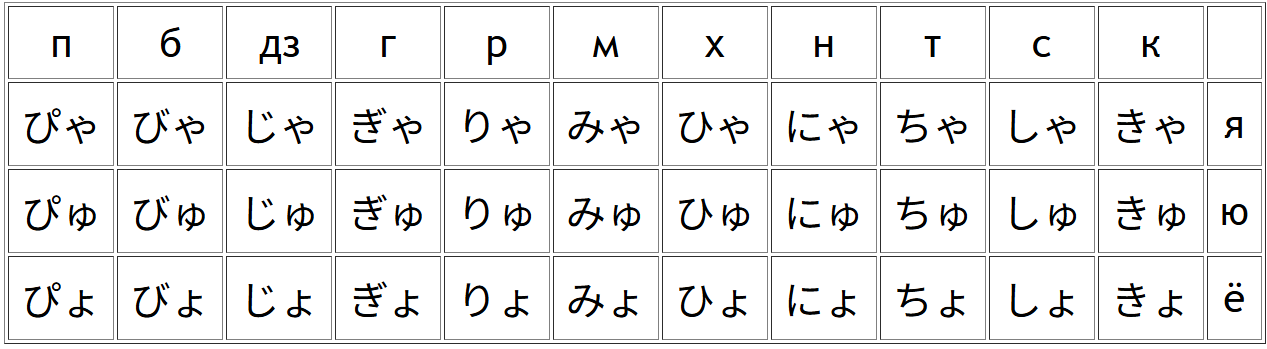 п б дз г р м х н т с к
ぴゃ びゃ じゃ ぎゃ りゃ みゃ ひゃ にゃ ちゃ しゃ きゃ я
ぴゅ びゅ じゅ ぎゅ りゅ みゅ ひゅ にゅ ちゅ しゅ きゅ ю
ぴょ びょ じょ ぎょ りょ みょ ひょ にょ ちょ しょ きょ ё